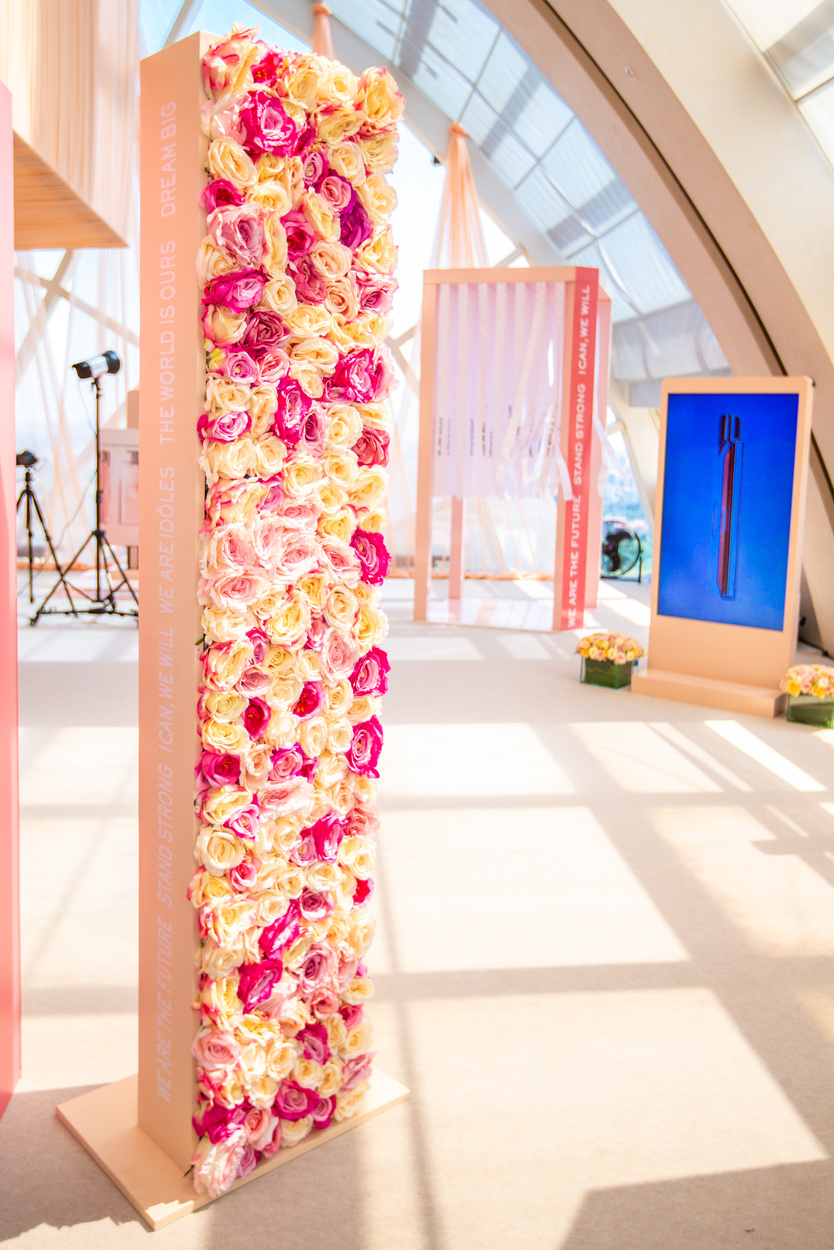 WE ARE THE FUTURE STAND STRONG I CAN, WE WILL WE ARE IDÔLES THE WORLD IS OURS DREAM BIG
WE ARE THE FUTURE STAND STRONG I CAN, WE WILL